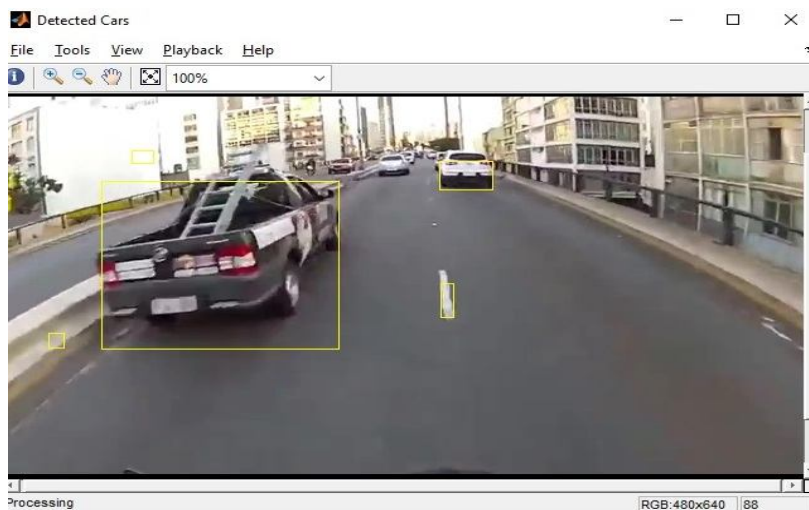 Detected Cars
File Tools View Playback Help
100%
Processing
RGB:480x640 88